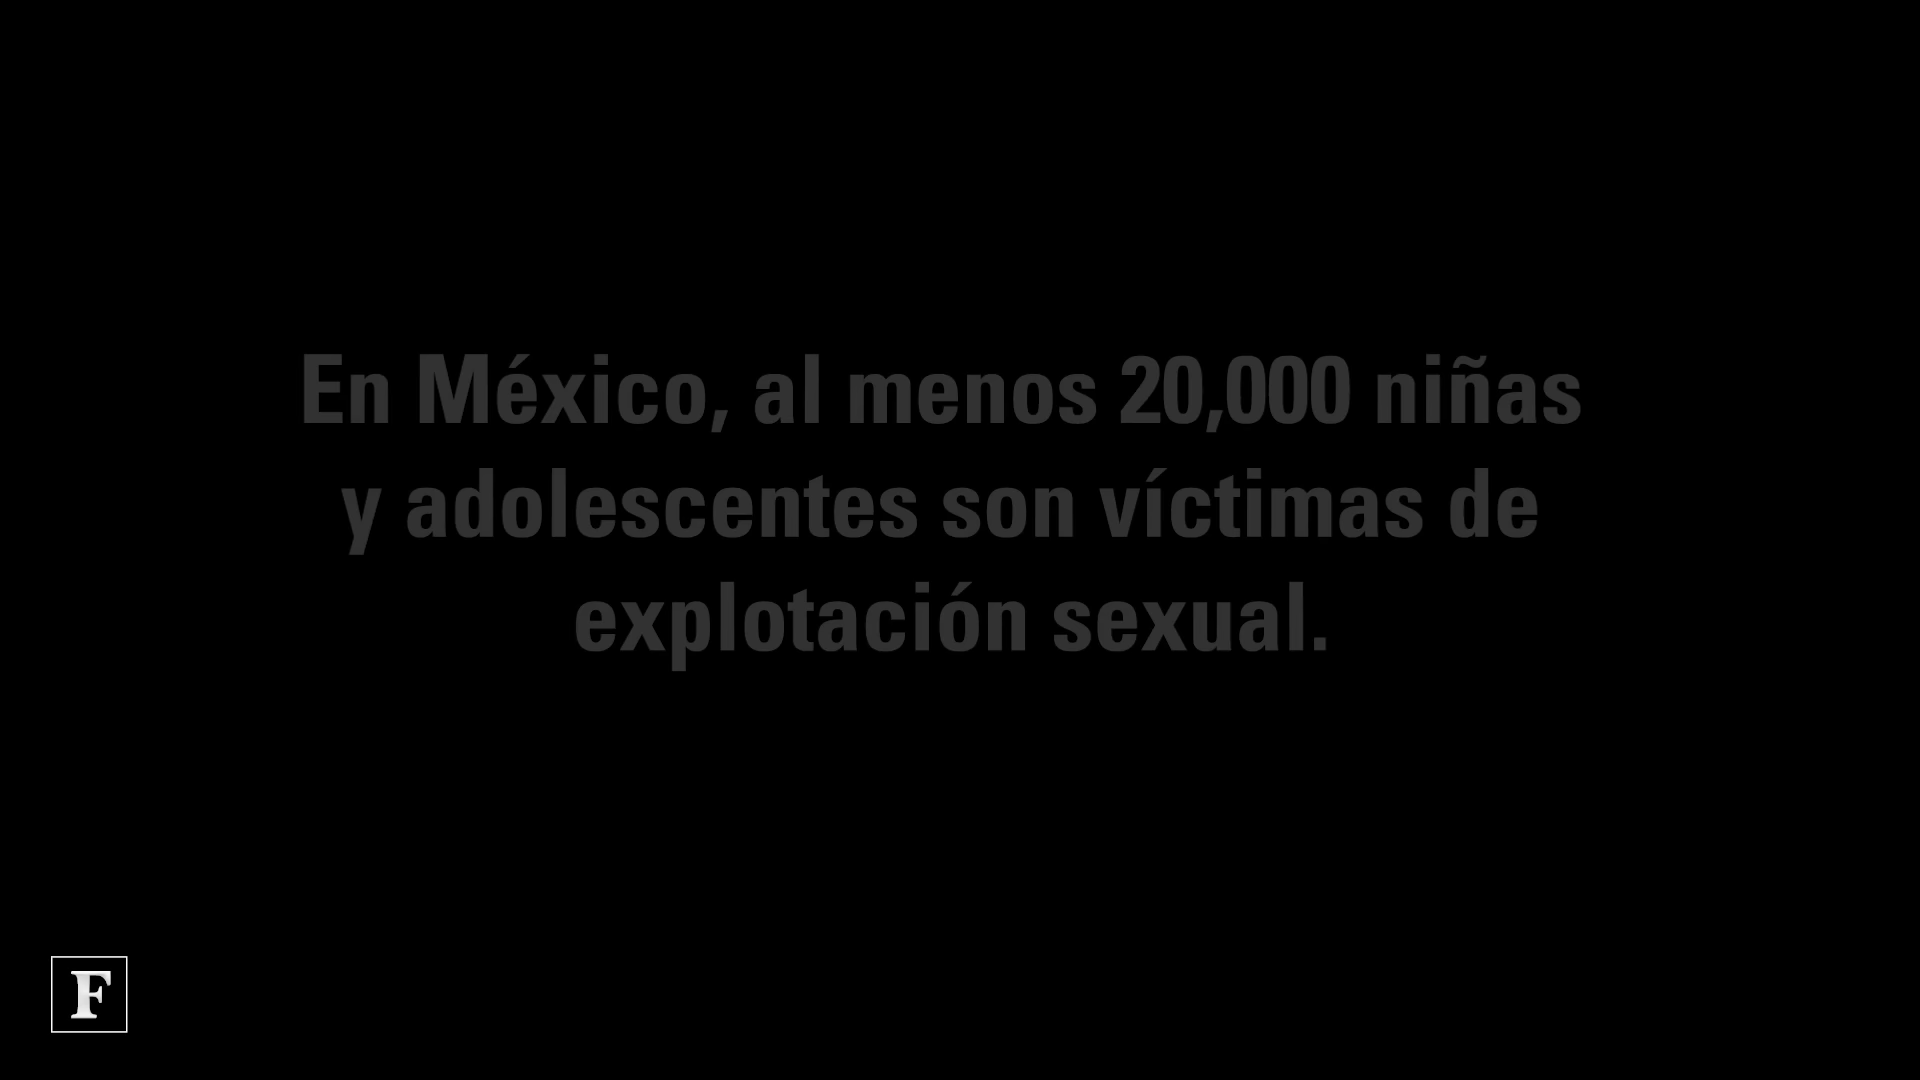 En México, al menos 20,000 niñas
y adolescentes son víctimas de
explotación sexual.
F